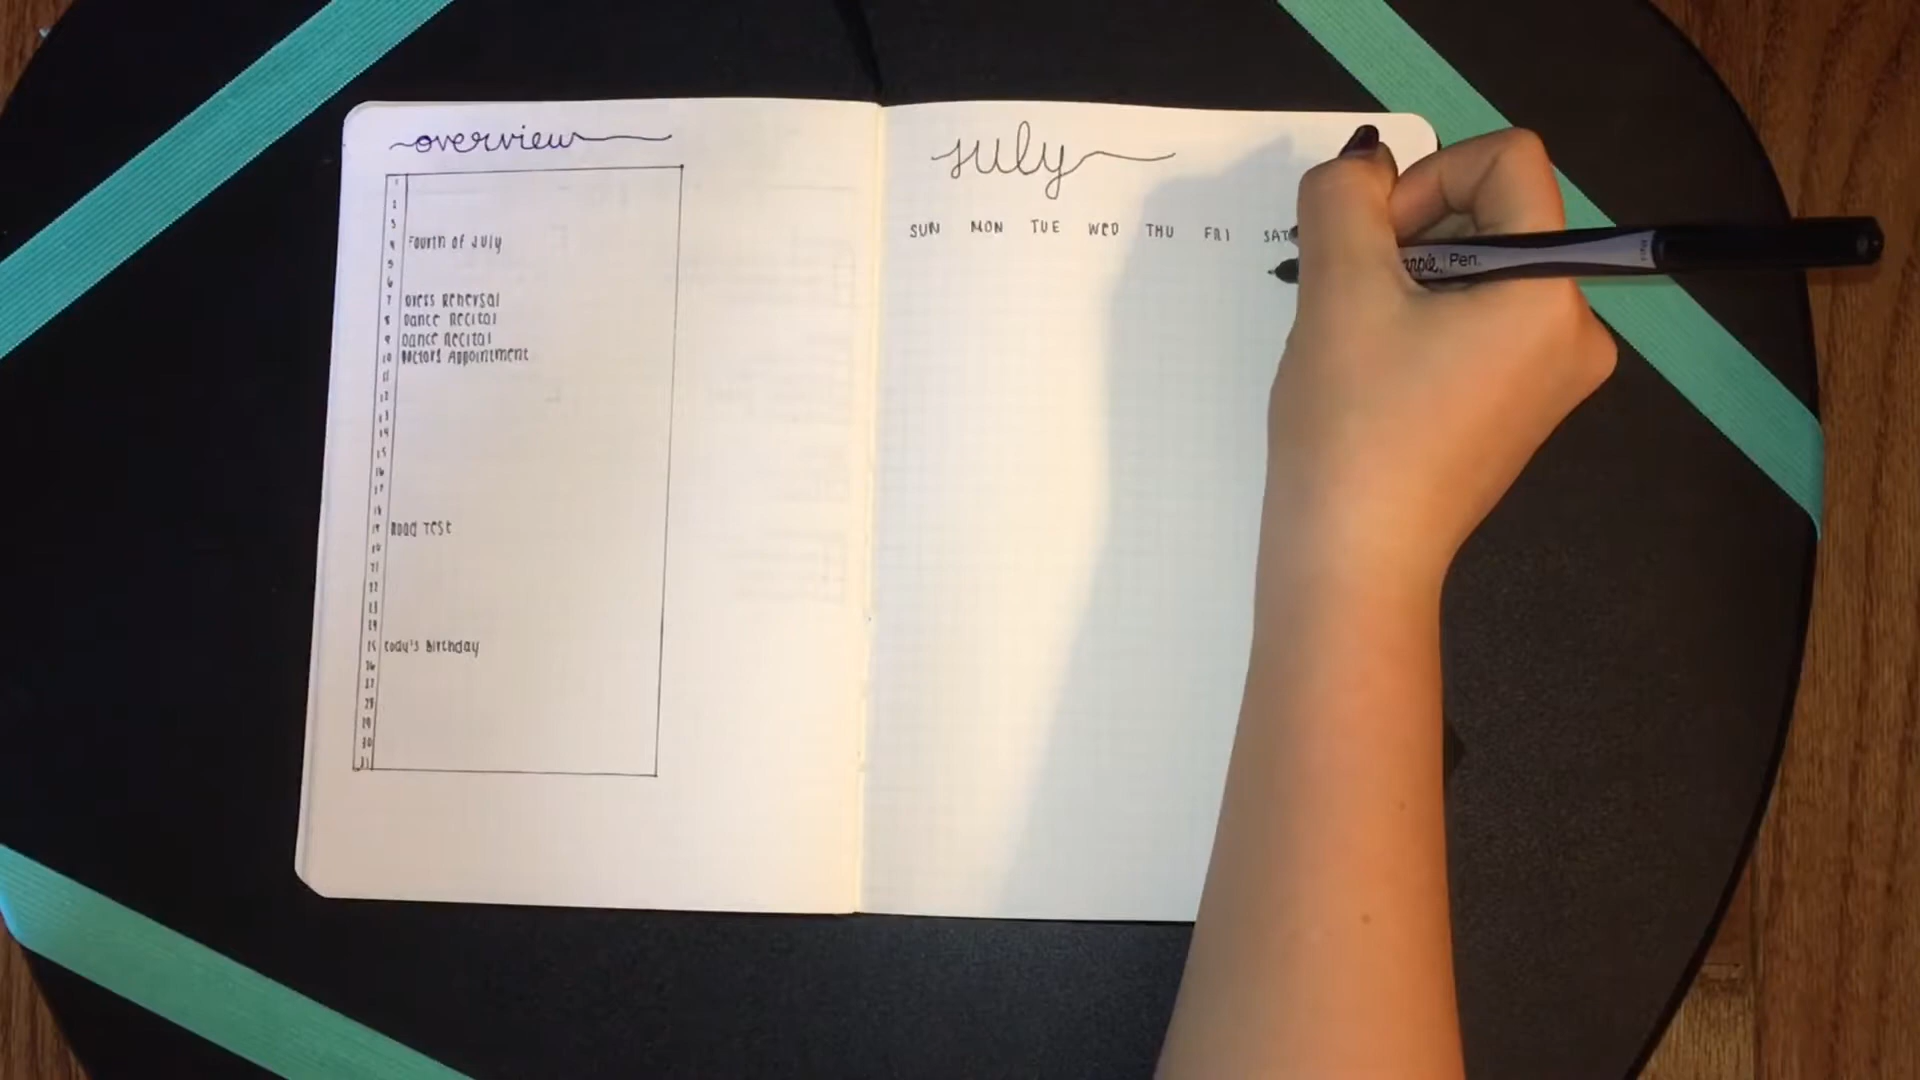 overview
1
2
3
4 Fourth of July
5
6
7 Dress Rehersal
8 Dance Recital
9 Dance Recital
10 Doctors Appointment
11
12
13
14
15
16
17
18
19 Road Test
20
21
22
23
24
25 Cody's Birthday
26
27
28
29
30
31
July
SUN MON TUE WED THU FRI SAT
Pen.